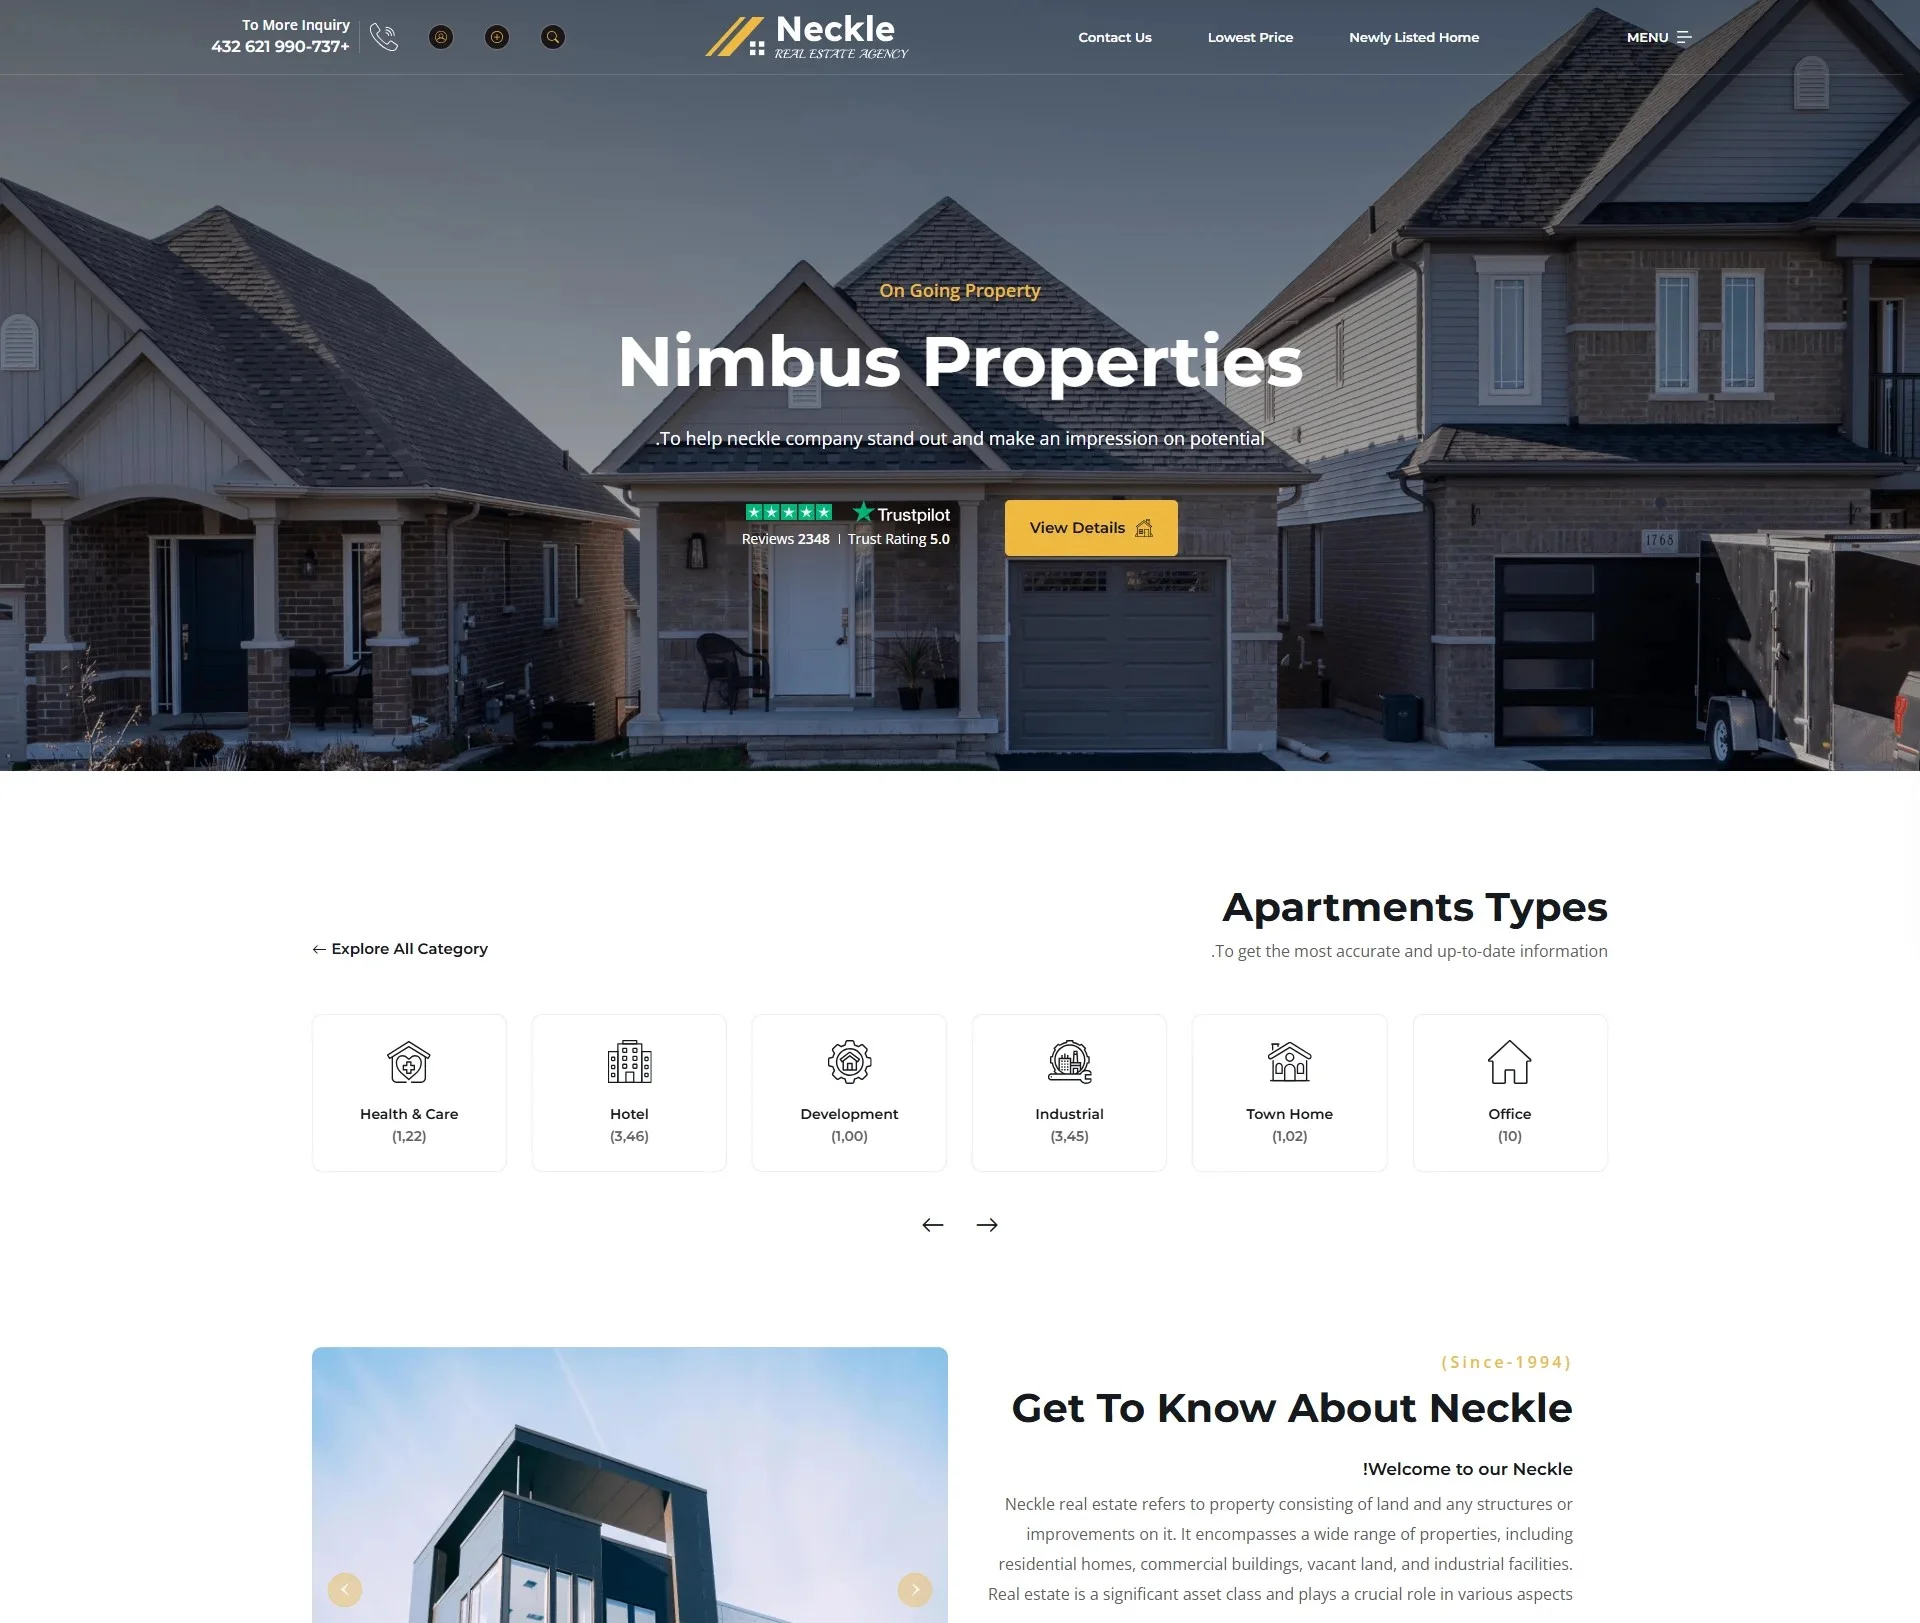 To More Inquiry
432 621 990-737+
Neckle
REAL ESTATE AGENCY
Contact Us
Lowest Price
Newly Listed Home
MENU
On Going Property
Nimbus Properties
.To help neckle company stand out and make an impression on potential
Trustpilot
Reviews 2348 | Trust Rating 5.0
View Details
1768
Apartments Types
.To get the most accurate and up-to-date information
← Explore All Category
Health & Care
(1,22)
Hotel
(3,46)
Development
(1,00)
Industrial
(3,45)
Town Home
(1,02)
Office
(10)
(Since-1994)
Get To Know About Neckle
!Welcome to our Neckle
Neckle real estate refers to property consisting of land and any structures or
improvements on it. It encompasses a wide range of properties, including
residential homes, commercial buildings, vacant land, and industrial facilities.
Real estate is a significant asset class and plays a crucial role in various aspects